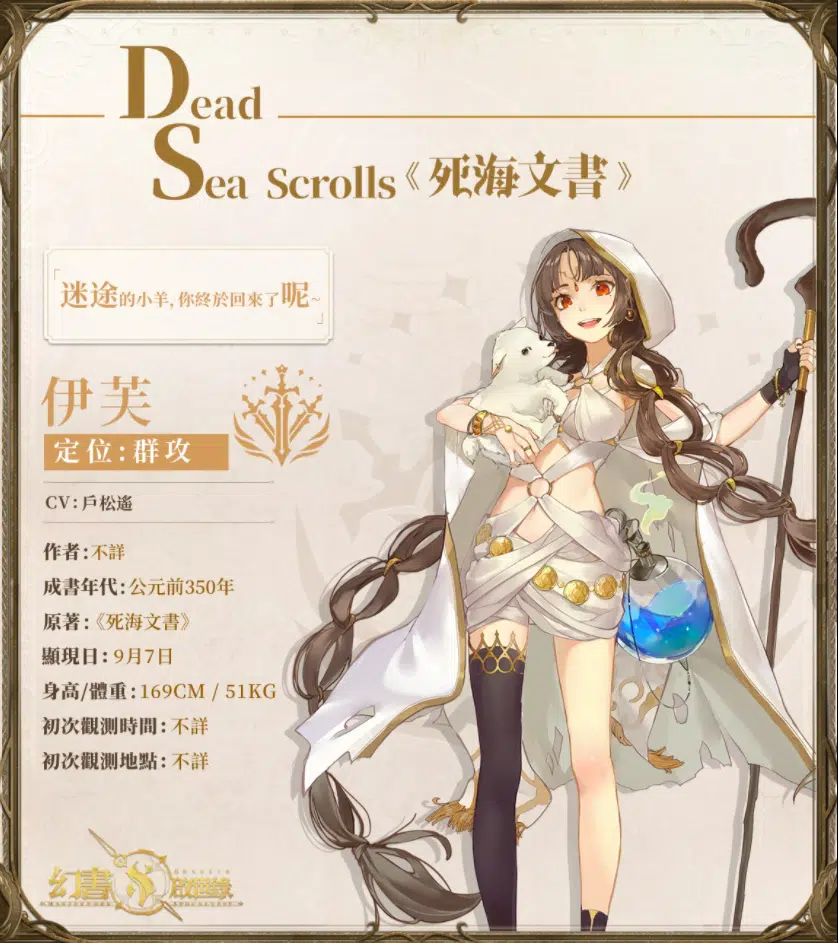 Dead
Sea Scrolls《死海文書》
「迷途的小羊,你終於回來了呢~」
伊芙
定位:群攻
CV:戶松遙
作者:不詳
成書年代:公元前350年
原著:《死海文書》
顯現日:9月7日
身高/體重:169CM / 51KG
初次觀測時間:不詳
初次觀測地點:不詳
幻書啟世錄